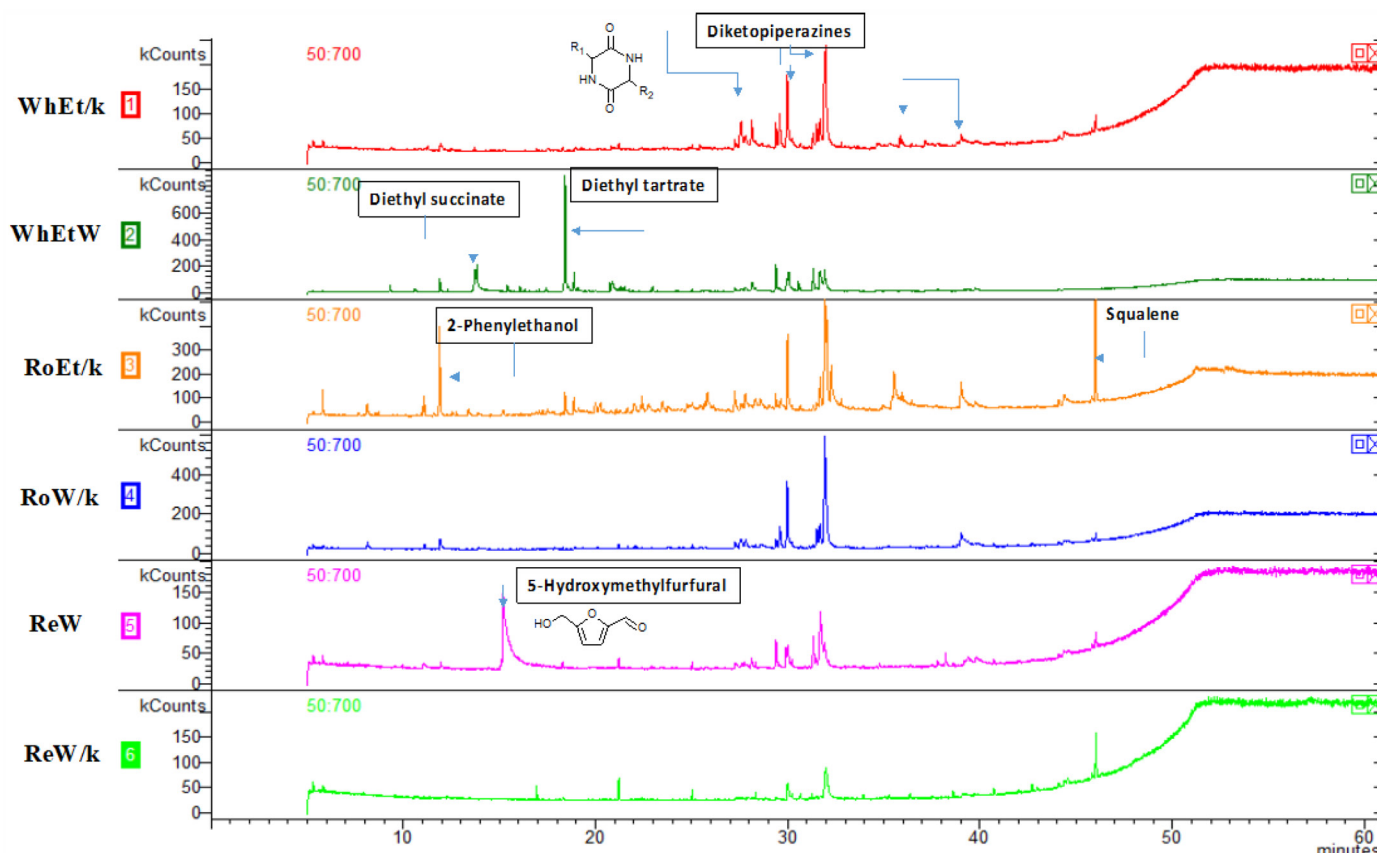 kCounts
50:700
Diketopiperazines
O
R1
NH
HN
R2
O
WhEt/k
1
150
100
50
0
kCounts
50:700
Diethyl succinate
Diethyl tartrate
WhEtW
2
600
400
200
0
kCounts
50:700
2-Phenylethanol
Squalene
RoEt/k
3
300
200
100
0
kCounts
50:700
RoW/k
4
400
200
0
kCounts
50:700
5-Hydroxymethylfurfural
HO
O
O
ReW
5
150
100
50
0
kCounts
50:700
ReW/k
6
150
100
50
0
10 20 30 40 50 60
minutes